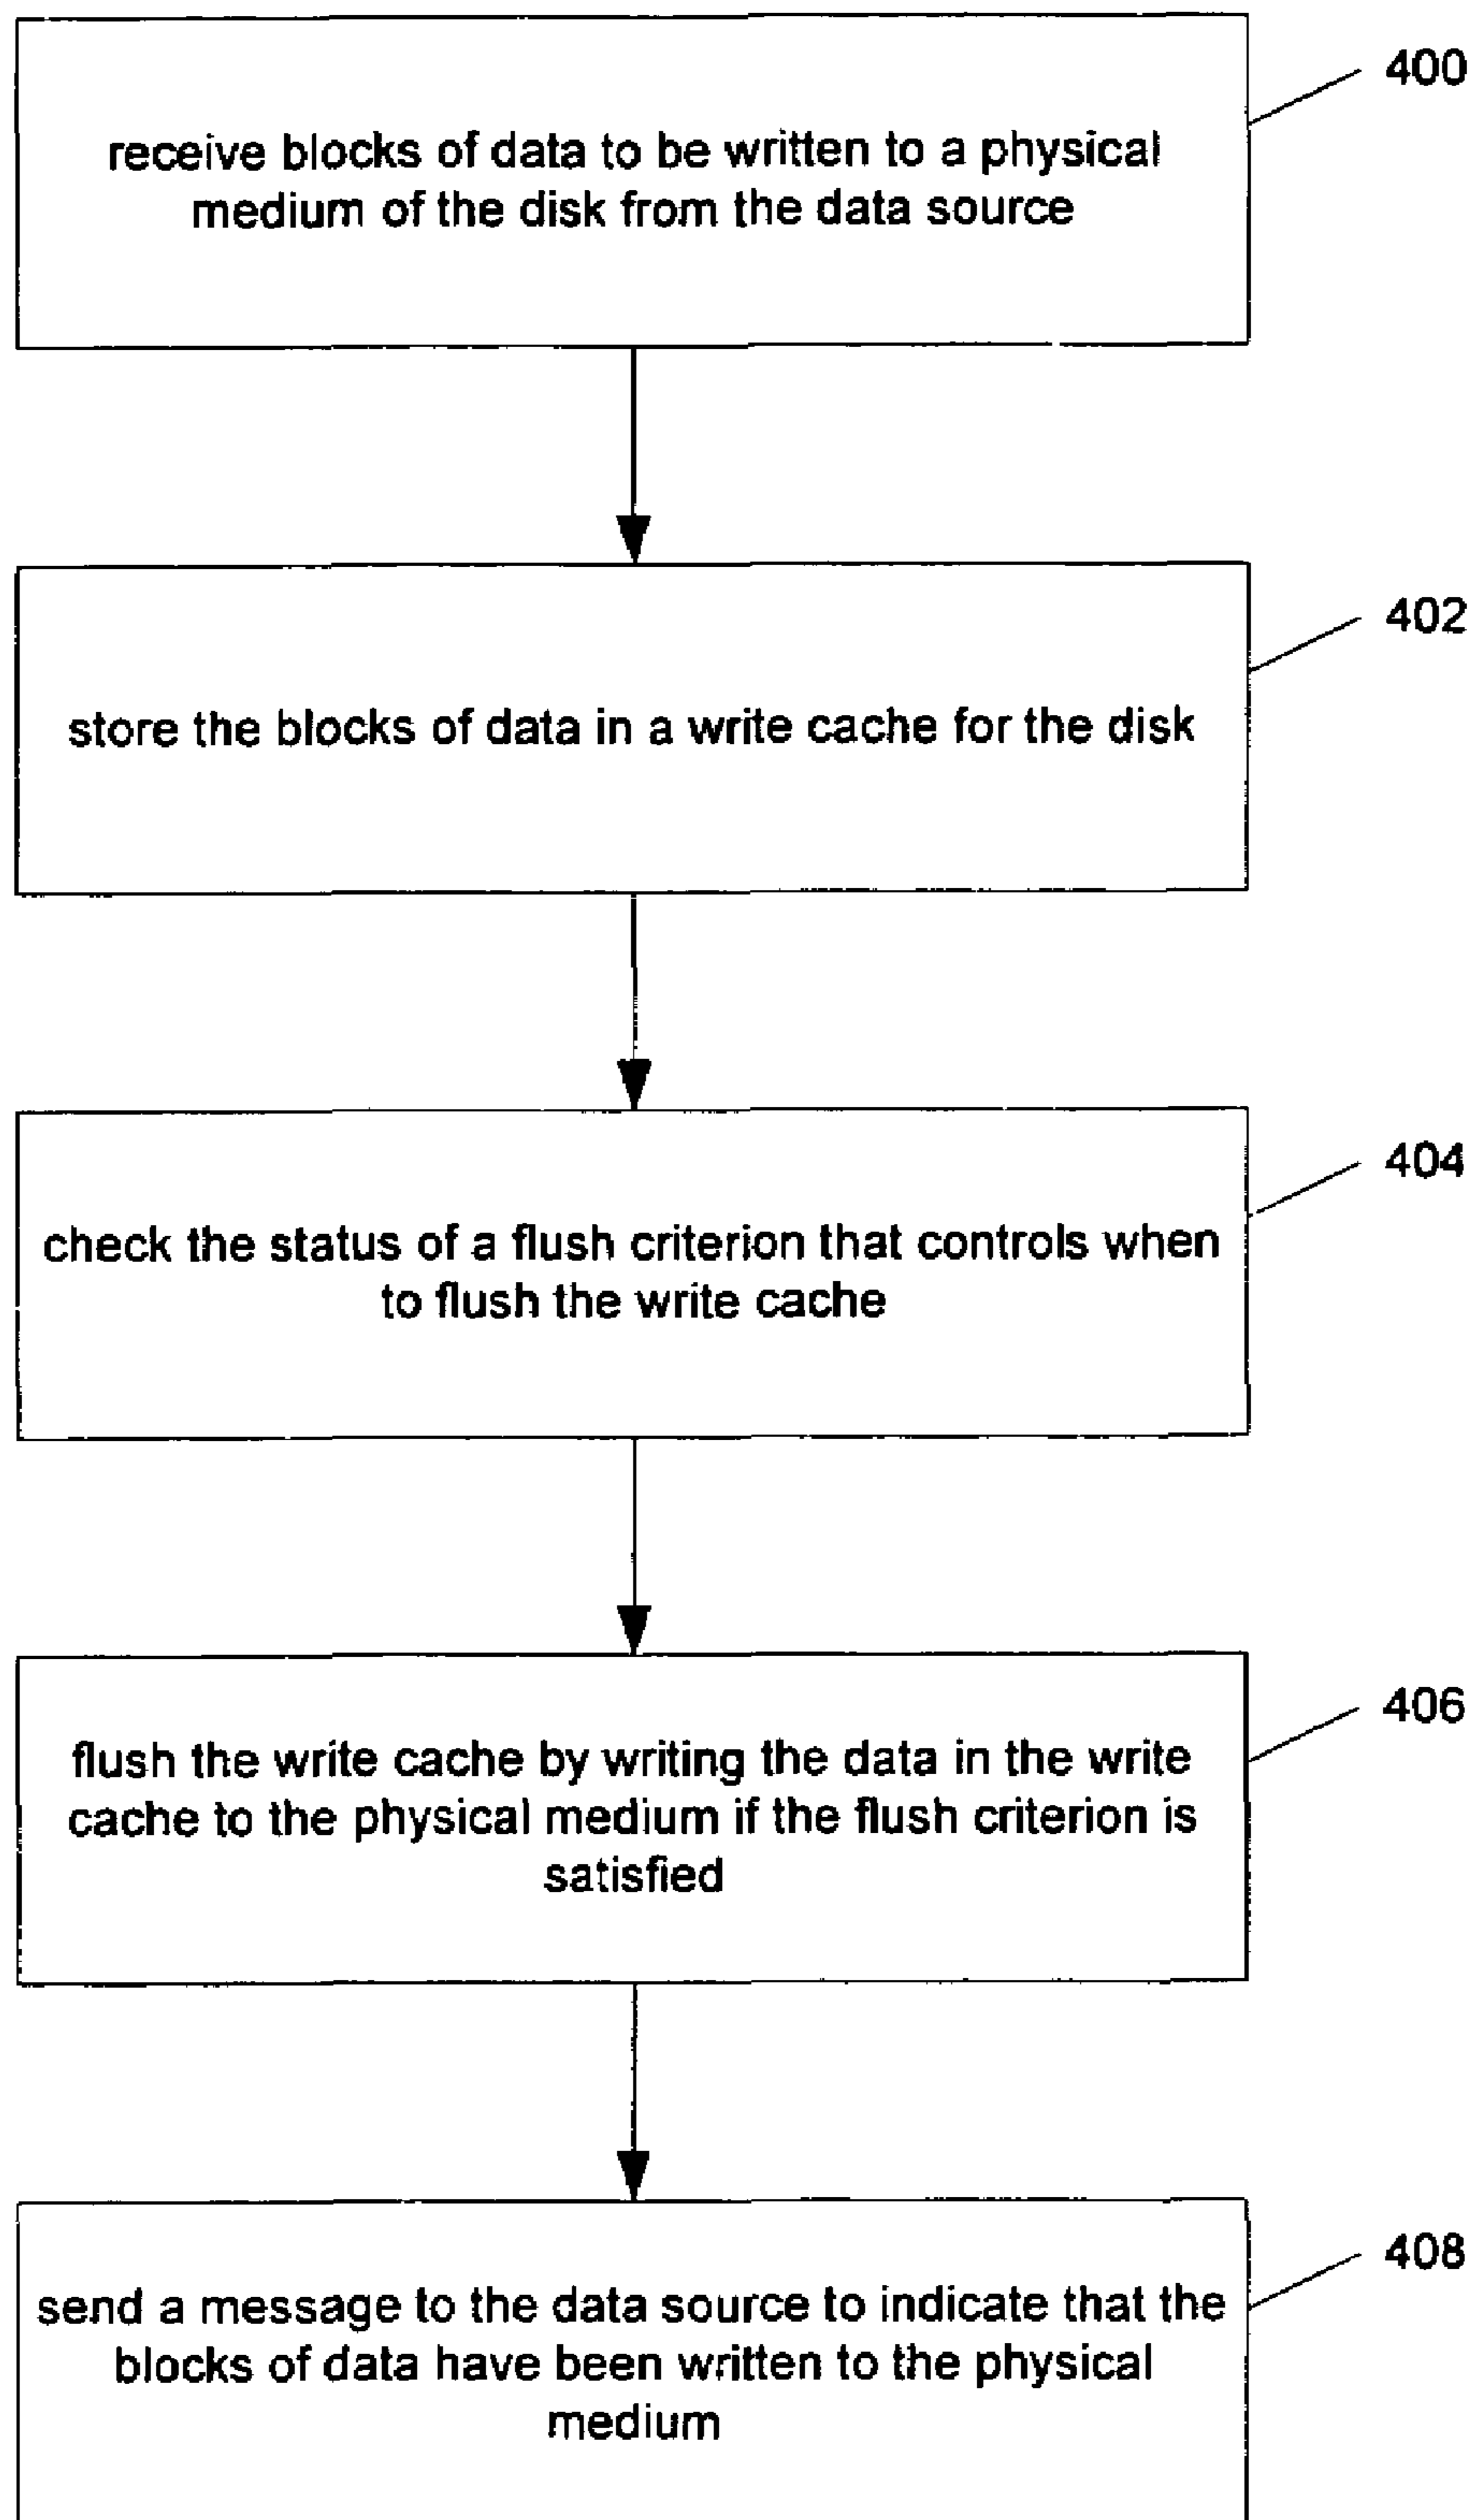 400
receive blocks of data to be written to a physical
medium of the disk from the data source
402
store the blocks of data in a write cache for the disk
404
check the status of a flush criterion that controls when
to flush the write cache
406
flush the write cache by writing the data in the write
cache to the physical medium if the flush criterion is
satisfied
408
send a message to the data source to indicate that the
blocks of data have been written to the physical
medium